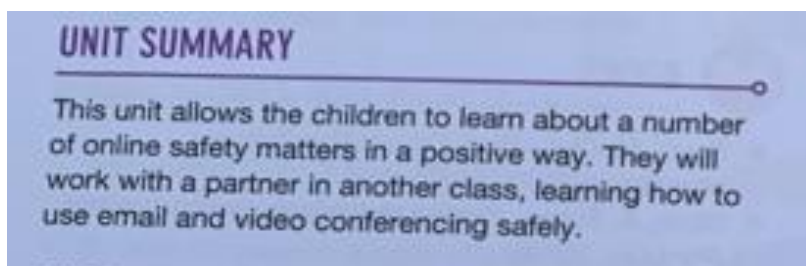 UNIT SUMMARY
This unit allows the children to learn about a number
of online safety matters in a positive way. They will
work with a partner in another class, learning how to
use email and video conferencing safely.